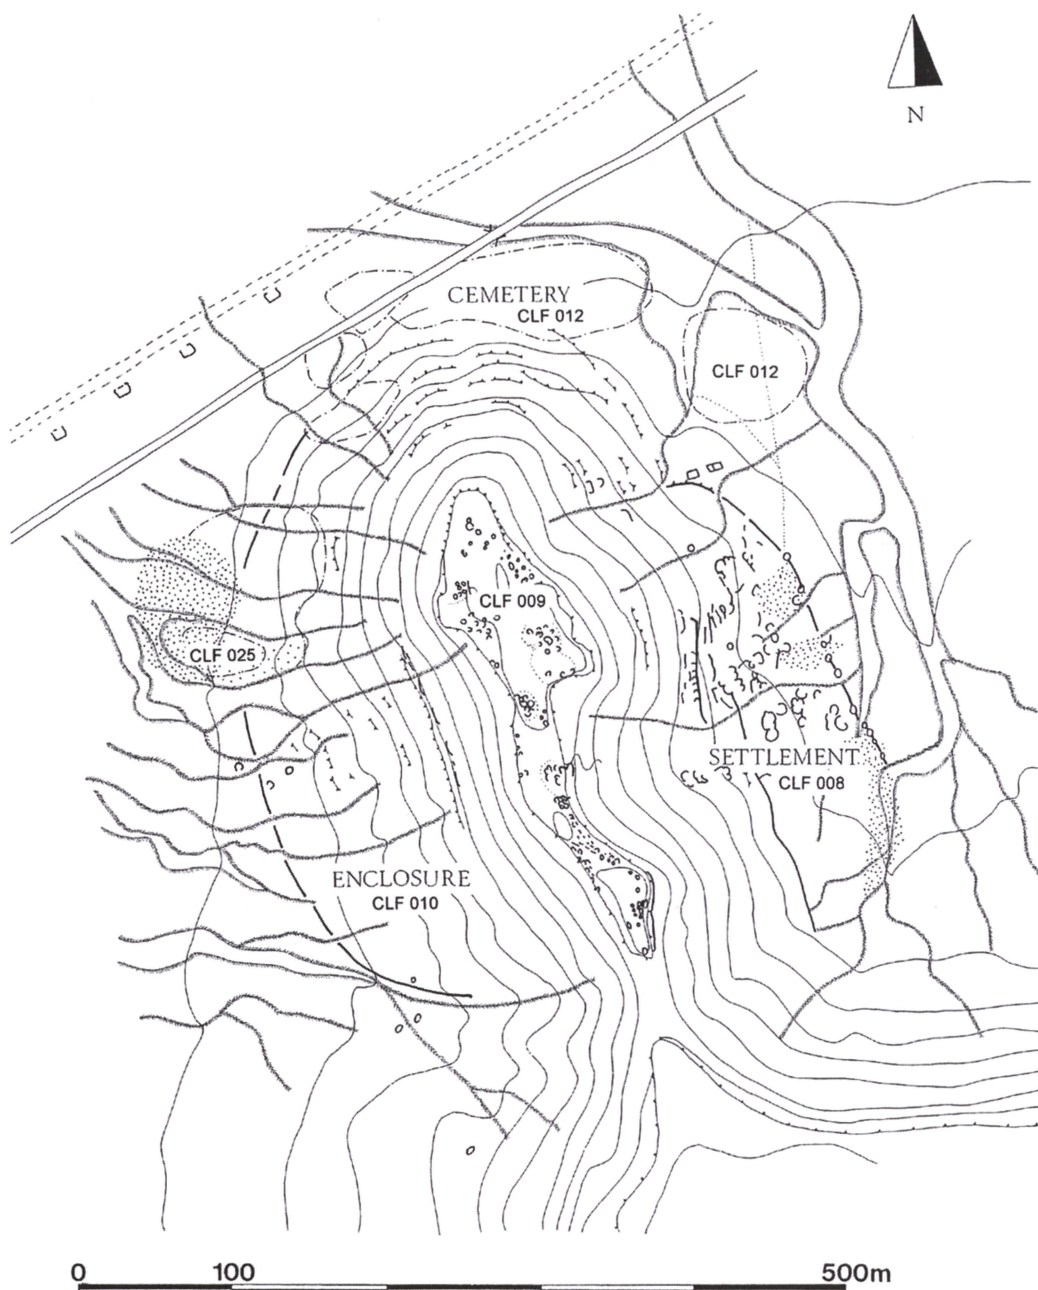 N
CEMETERY
CLF 012
CLF 012
CLF 009
CLF 025
SETTLEMENT
CLF 008
ENCLOSURE
CLF 010
0 100 500m